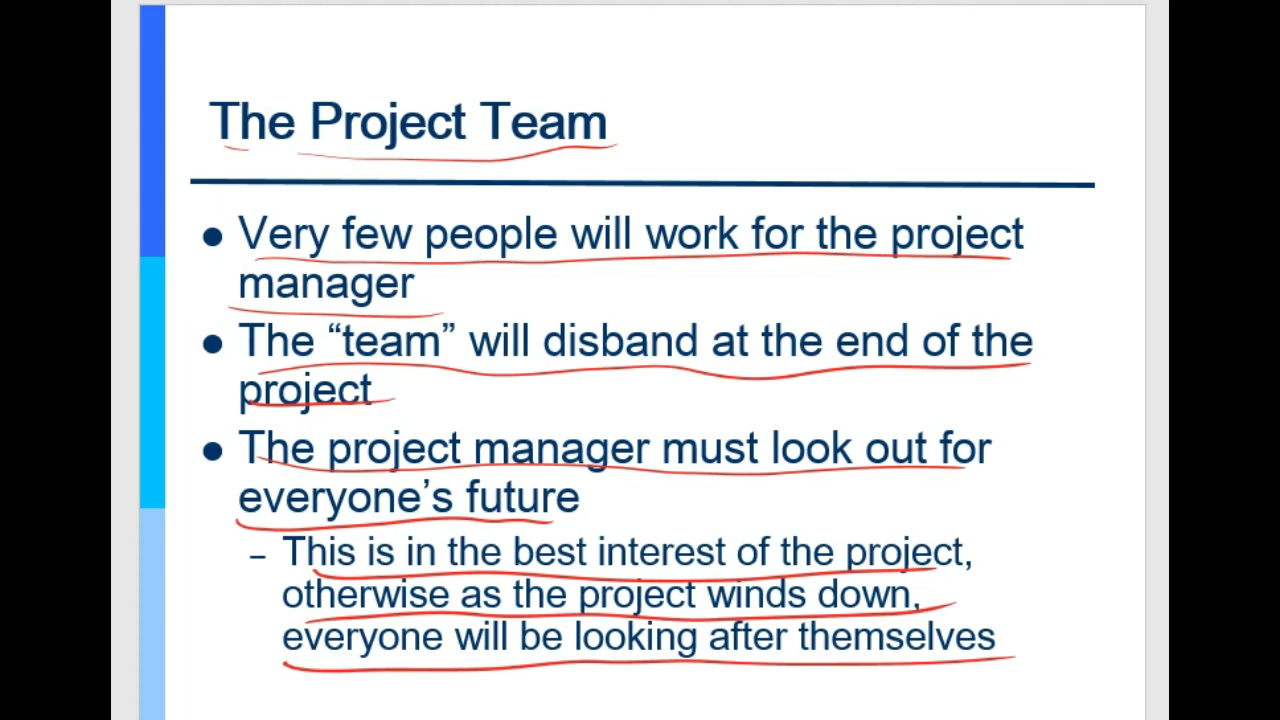 The Project Team
● Very few people will work for the project
manager
● The “team” will disband at the end of the
project
● The project manager must look out for
everyone’s future
– This is in the best interest of the project,
otherwise as the project winds down,
everyone will be looking after themselves